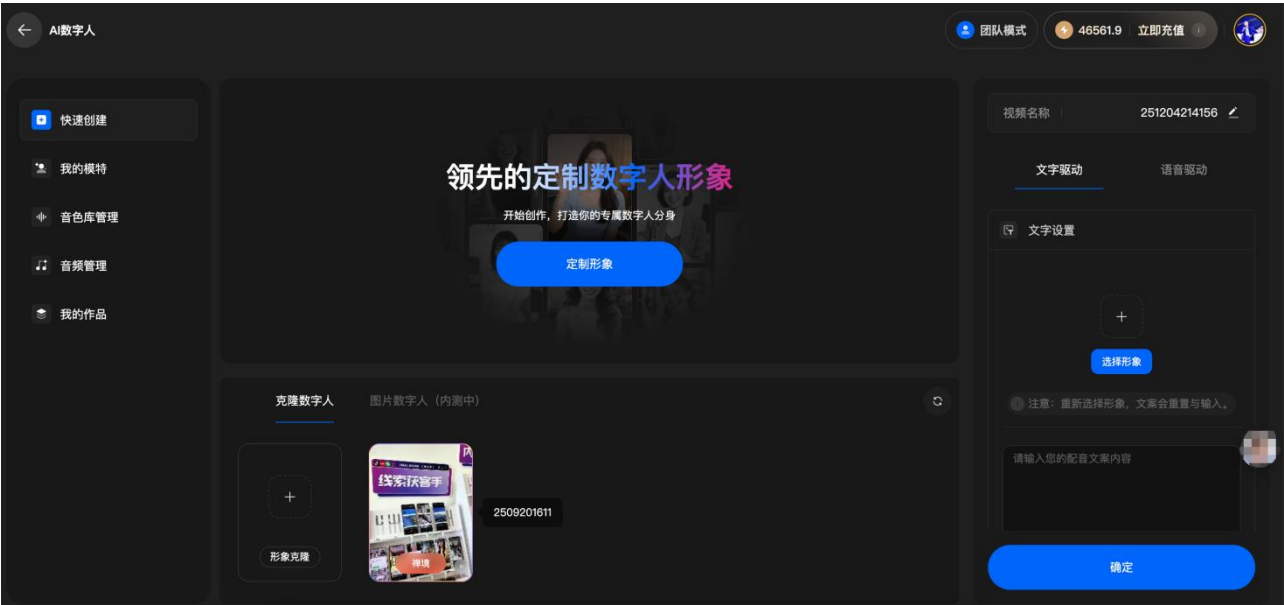 AI数字人
团队模式
46561.9 立即充值
快速创建
我的模特
音色库管理
音频管理
我的作品
领先的定制数字人形象
开始创作，打造你的专属数字人分身
定制形象
克隆数字人 图片数字人（内测中）
形象克隆
线索获客手
禅境
2509201611
视频名称 251204214156
文字驱动 语音驱动
文字设置
选择形象
注意：重新选择形象，文案会重置与输入。
请输入您的配音文案内容
确定